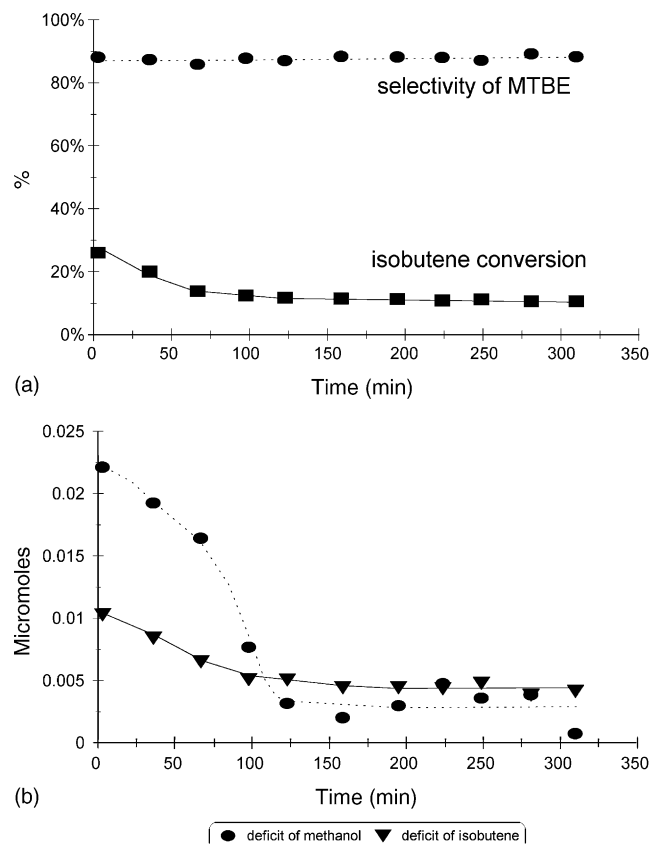 100%
80%
60%
40%
20%
0%
%
selectivity of MTBE
isobutene conversion
0 50 100 150 200 250 300 350
Time (min)
(a)
0.025
0.02
0.015
0.01
0.005
0
Micromoles
0 50 100 150 200 250 300 350
Time (min)
(b)
deficit of methanol deficit of isobutene